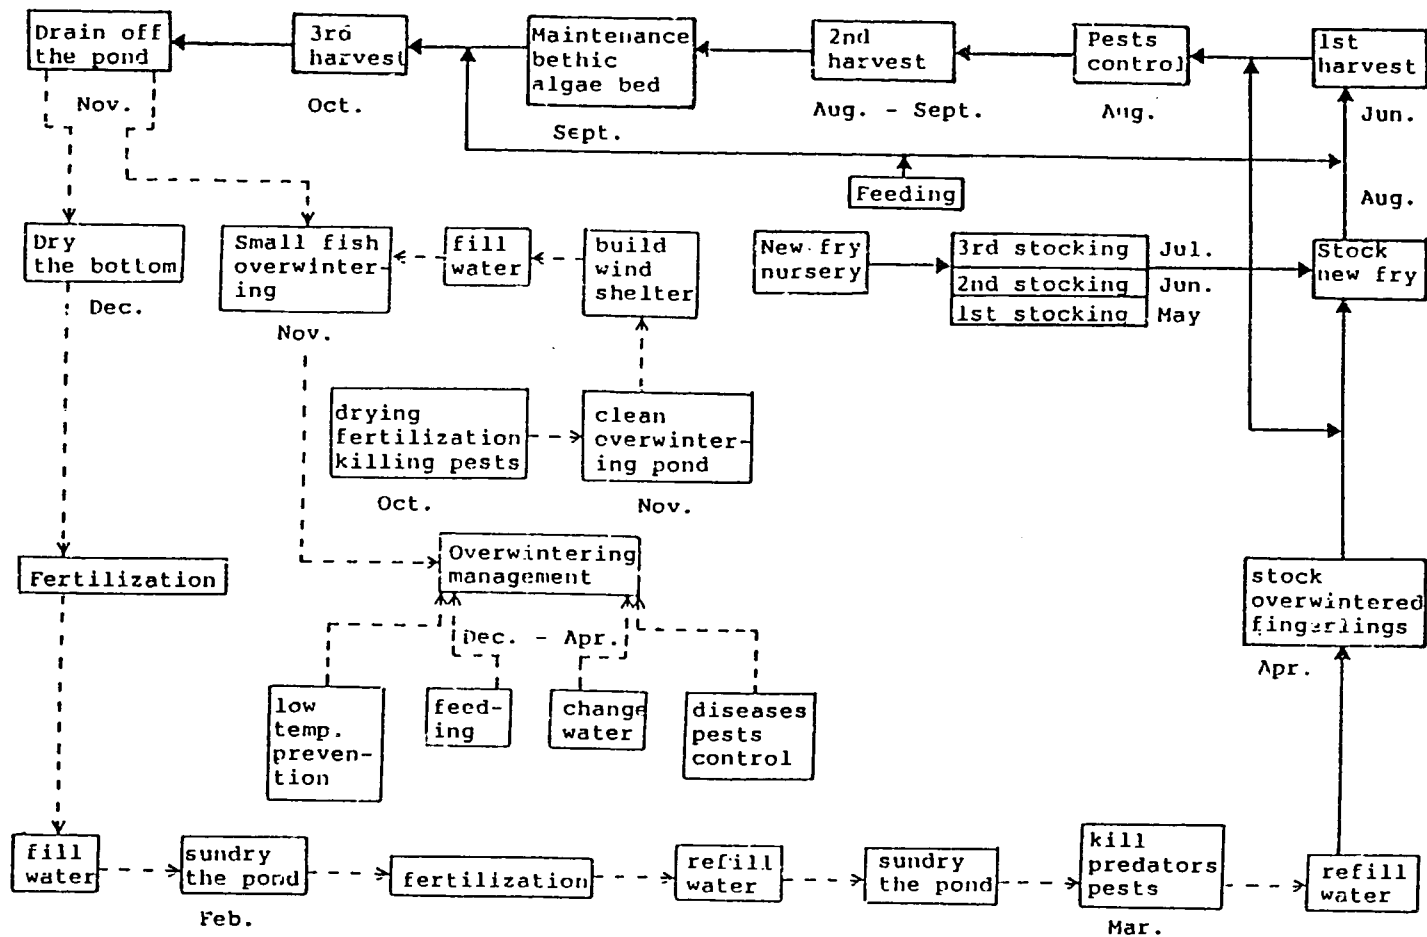 Drain off
the pond
Nov.
3rd
harvest
Oct.
Maintenance
bethic
algae bed
Sept.
2nd
harvest
Aug. - Sept.
Pests
control
Aug.
1st
harvest
Jun.
Feeding
Aug.
Dry
the bottom
Dec.
Small fish
overwinter-
ing
Nov.
fill
water
build
wind
shelter
New fry
nursery
3rd stocking
Jul.
2nd stocking
Jun.
1st stocking
May
Stock
new fry
drying
fertilization
killing pests
Oct.
clean
overwinter-
ing pond
Nov.
Fertilization
Overwintering
management
Dec. - Apr.
stock
overwintered
fingerlings
Apr.
low
temp.
preven-
tion
feed-
ing
change
water
diseases
pests
control
fill
water
sundry
the pond
Feb.
fertilization
refill
water
sundry
the pond
kill
predators
pests
Mar.
refill
water